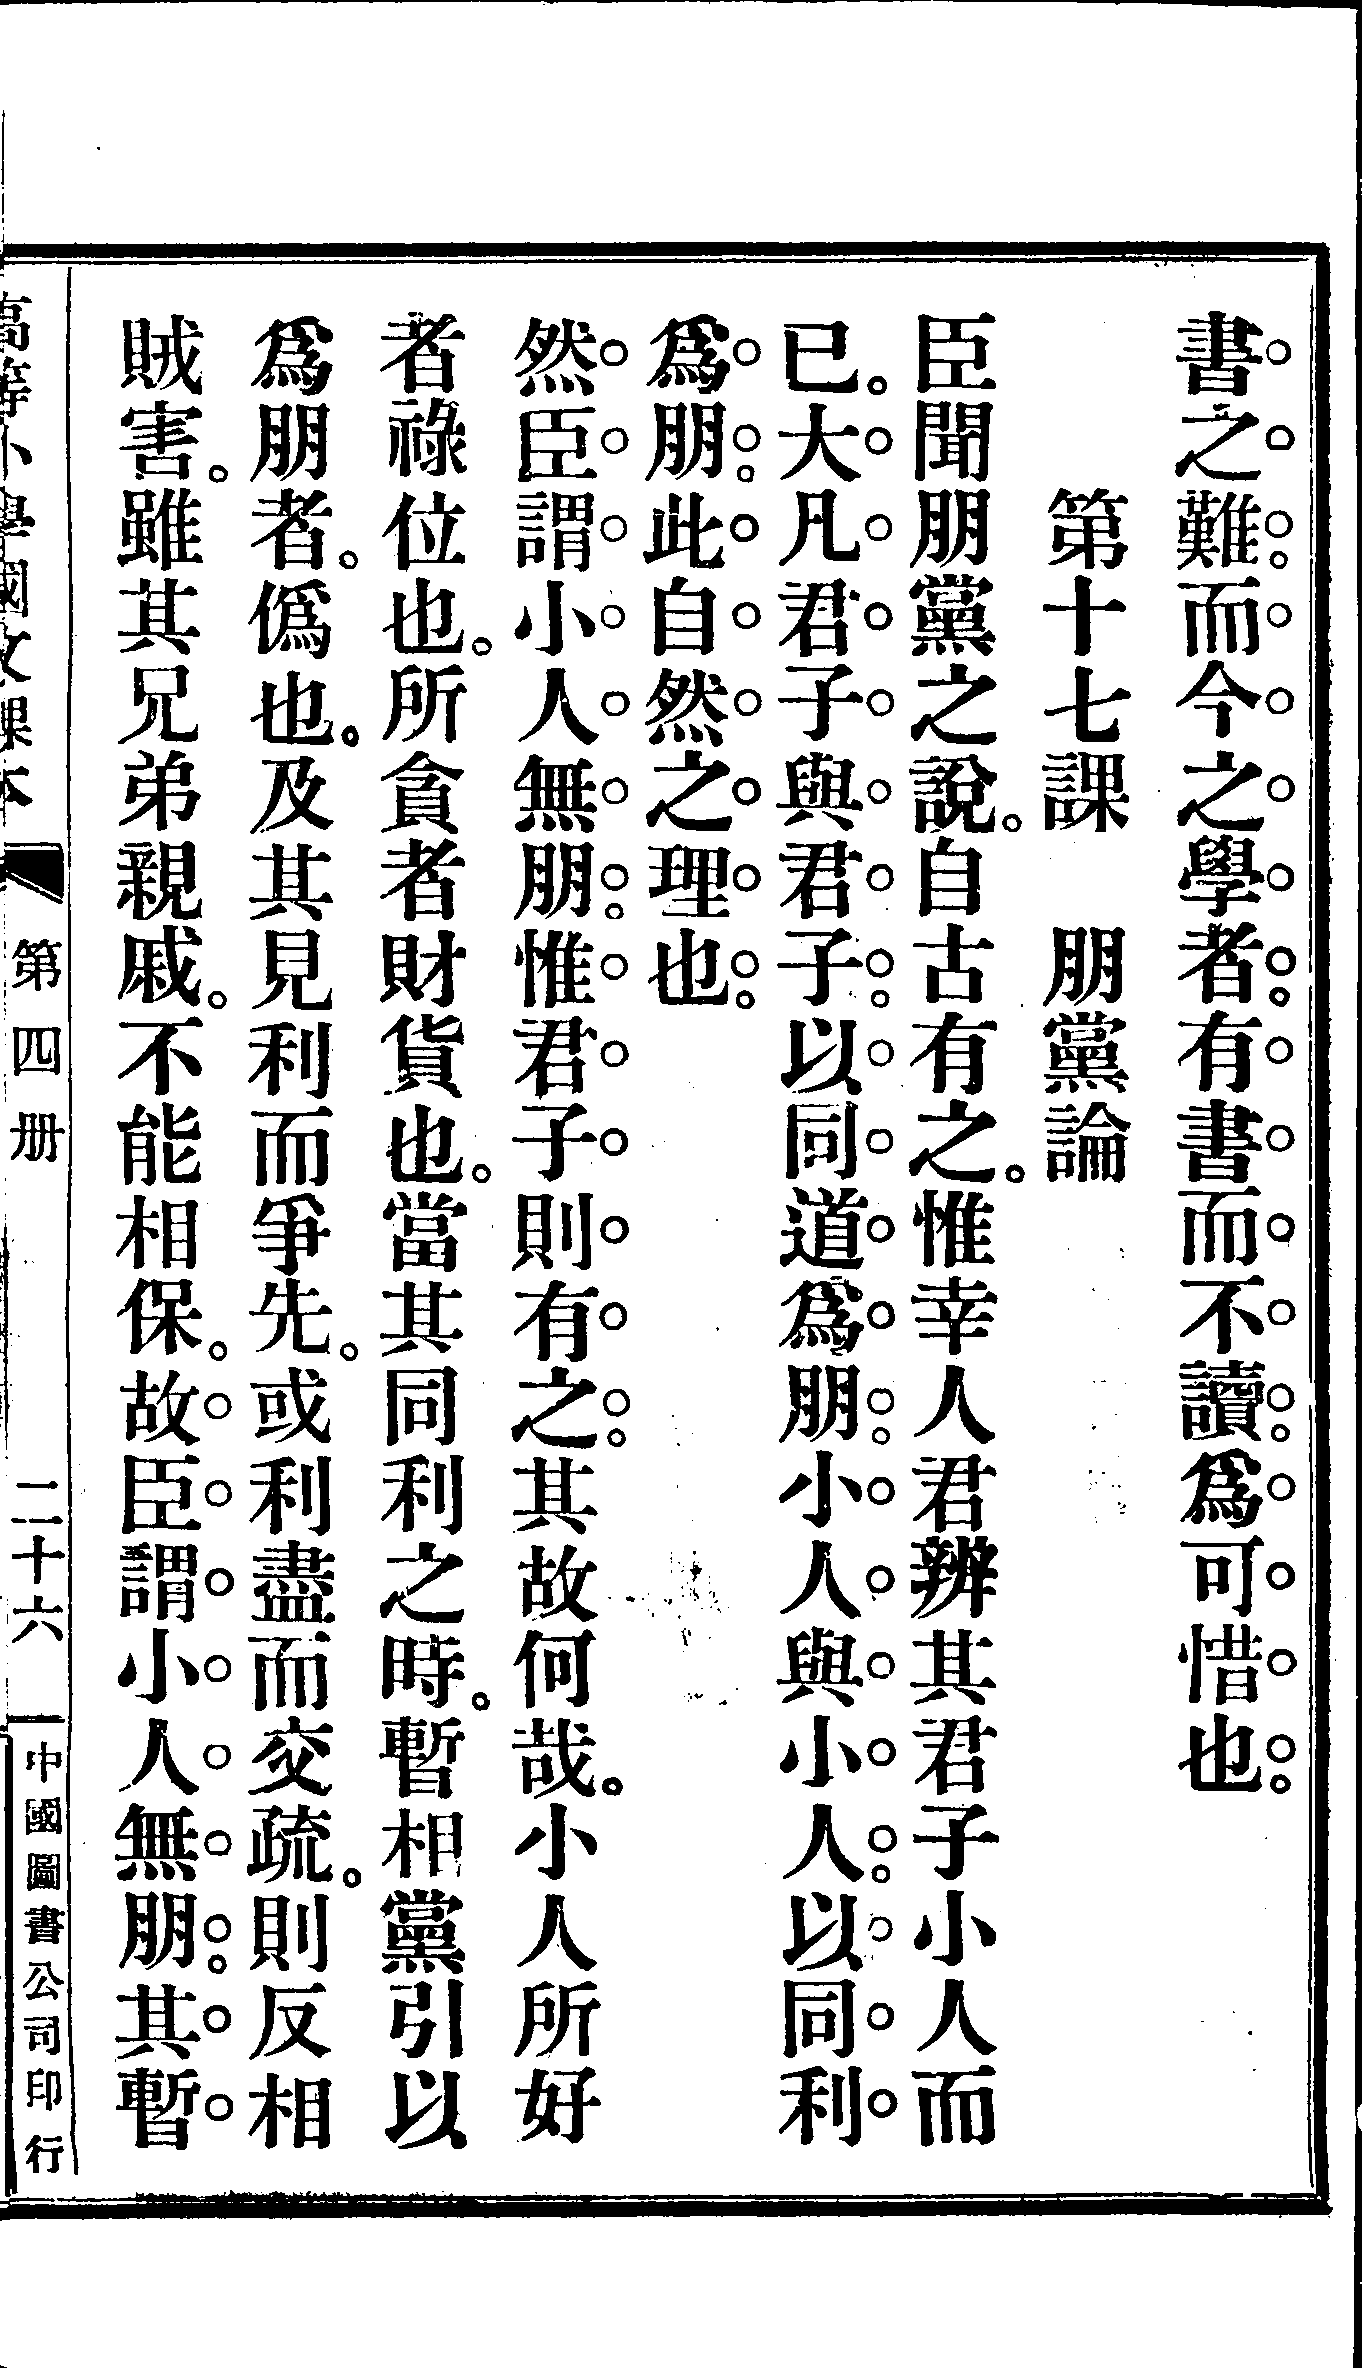 書之難。而今之學者。有書而不讀。爲可惜也。
第十七課　朋黨論
臣聞朋黨之說。自古有之。惟幸人君辨其君子小人而
已。大凡君子與君子。以同道爲朋。小人與小人。以同利
爲朋。此自然之理也。
然臣謂小人無朋。惟君子則有之。其故何哉。小人所好
者祿位也。所貪者財貨也。當其同利之時。暫相黨引以
爲朋者。僞也。及其見利而爭先。或利盡而交疏。則反相
賊害。雖其兄弟親戚。不能相保。故臣謂小人無朋。其暫
高等小學國文課本　第四册　二十六　中國圖書公司印行